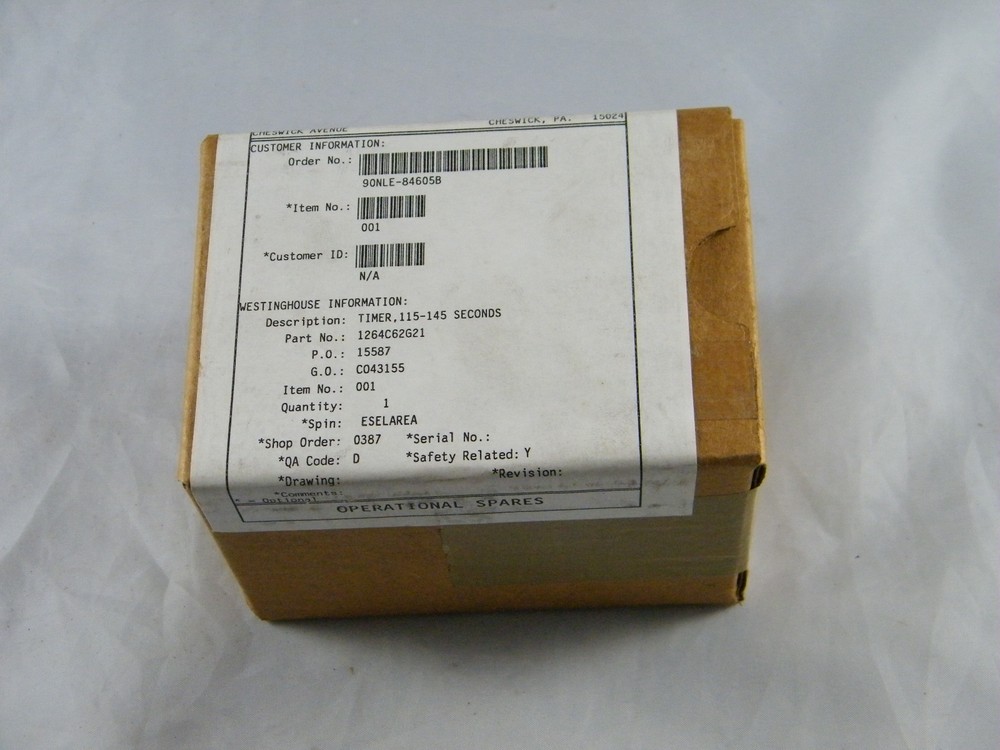 CHESWICK AVENUE CHESWICK, PA. 15024
CUSTOMER INFORMATION:
Order No.:
90NLE-84605B
*Item No.:
001
*Customer ID:
N/A
WESTINGHOUSE INFORMATION:
Description: TIMER,115-145 SECONDS
Part No.: 1264C62G21
P.O.: 15587
G.O.: CO43155
Item No.: 001
Quantity: 1
*Spin: ESELAREA
*Shop Order: 0387 *Serial No.:
*QA Code: D *Safety Related: Y
*Drawing: *Revision:
*Comments:
* - Optional
OPERATIONAL SPARES